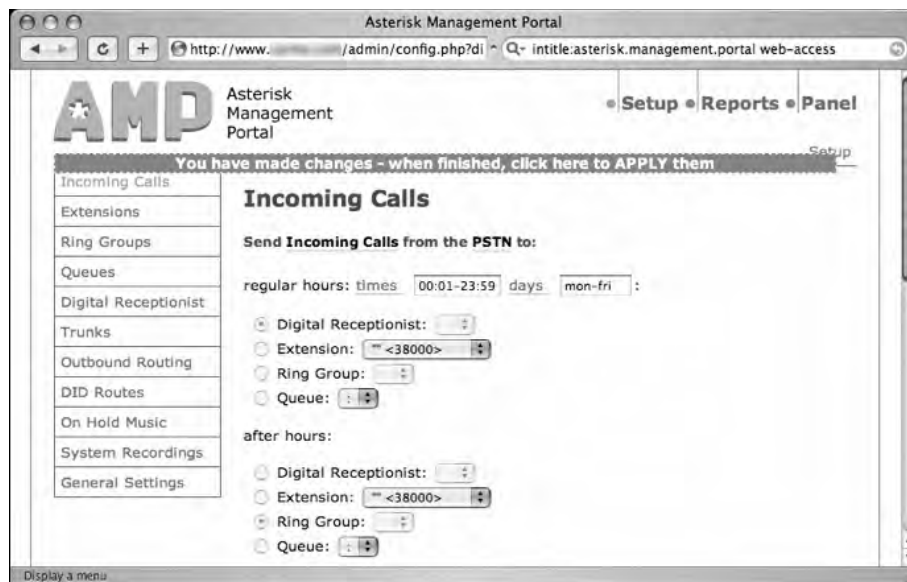 Asterisk Management Portal
http://www. /admin/config.php?di
Q- intitle:asterisk.management.portal web-access
AMP
Asterisk
Management
Portal
Setup
Reports
Panel
Setup
You have made changes - when finished, click here to APPLY them
Incoming Calls
Extensions
Ring Groups
Queues
Digital Receptionist
Trunks
Outbound Routing
DID Routes
On Hold Music
System Recordings
General Settings
Incoming Calls
Send Incoming Calls from the PSTN to:
regular hours: times 00:01-23:59 days mon-fri :
Digital Receptionist:
Extension: "" <38000>
Ring Group:
Queue: :
after hours:
Digital Receptionist:
Extension: "" <38000>
Ring Group:
Queue: :
Display a menu